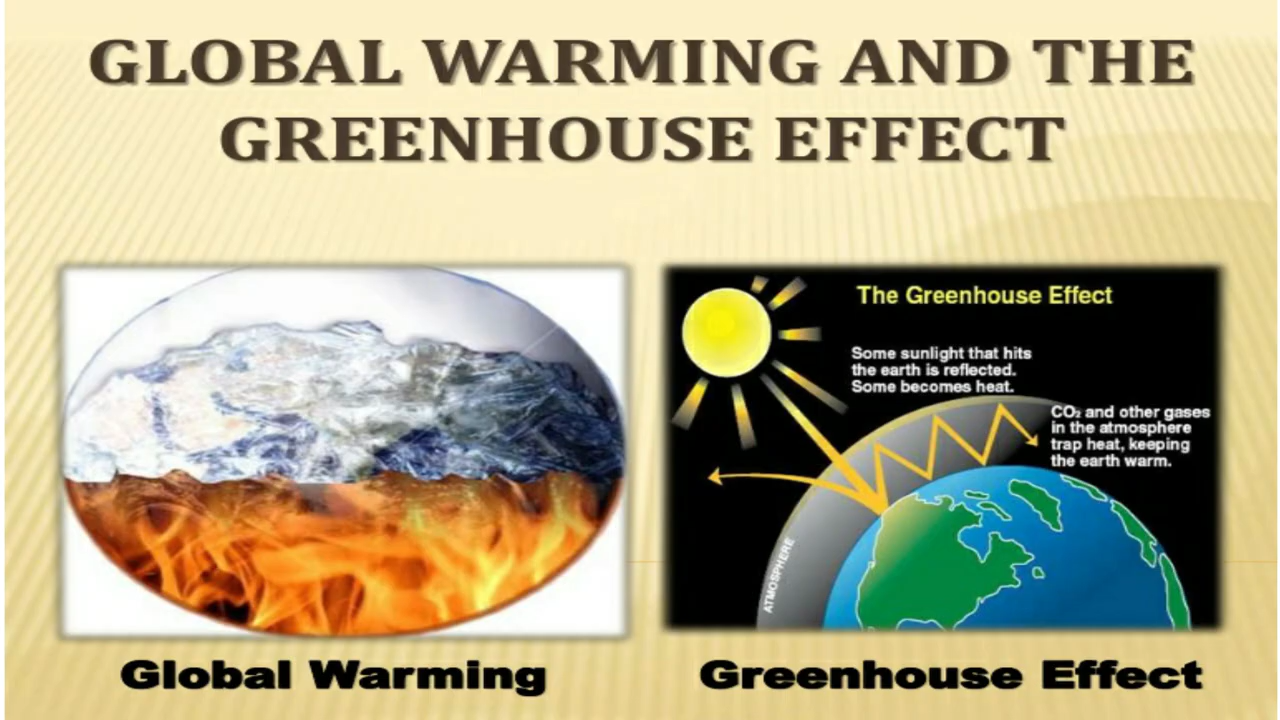 GLOBAL WARMING AND THE
GREENHOUSE EFFECT
The Greenhouse Effect
Some sunlight that hits
the earth is reflected.
Some becomes heat.
CO₂ and other gases
in the atmosphere
trap heat, keeping
the earth warm.
ATMOSPHERE
Global Warming
Greenhouse Effect